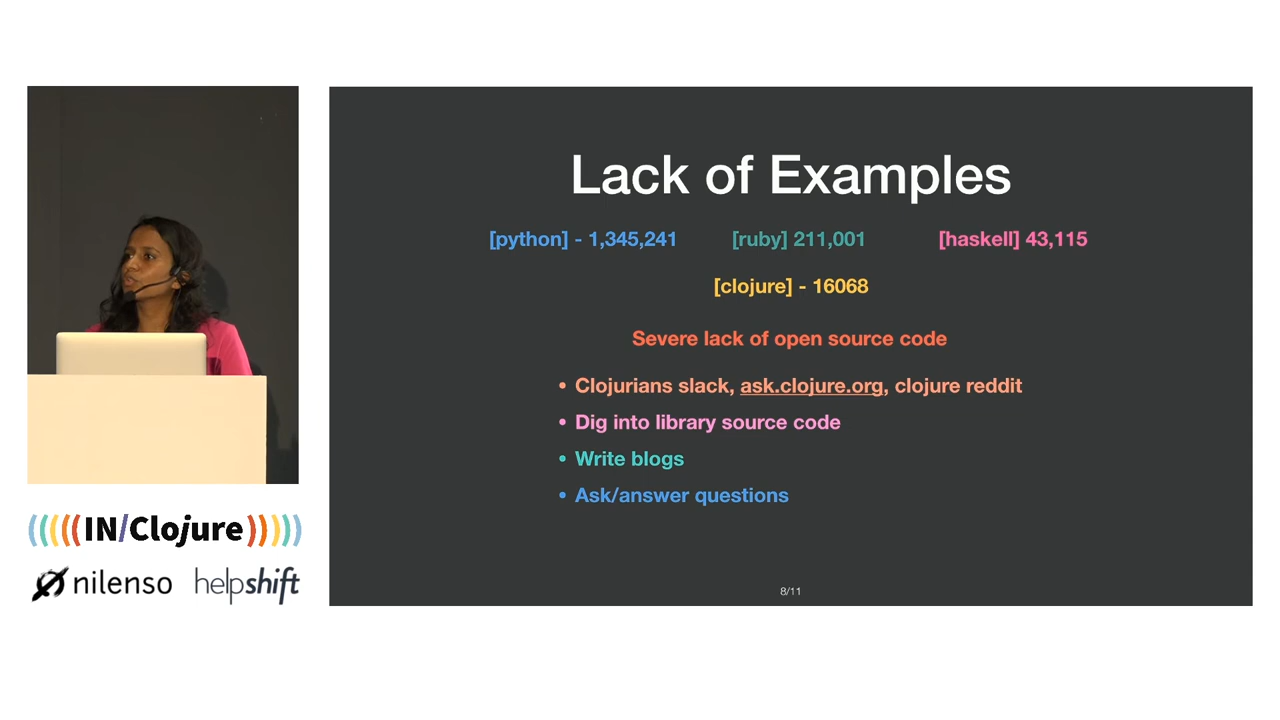 Lack of Examples
[python] - 1,345,241 [ruby] 211,001 [haskell] 43,115
[clojure] - 16068
Severe lack of open source code
• Clojurians slack, ask.clojure.org, clojure reddit
• Dig into library source code
• Write blogs
• Ask/answer questions
8/11
(((((IN/Clojure)))))
nilenso helpshift